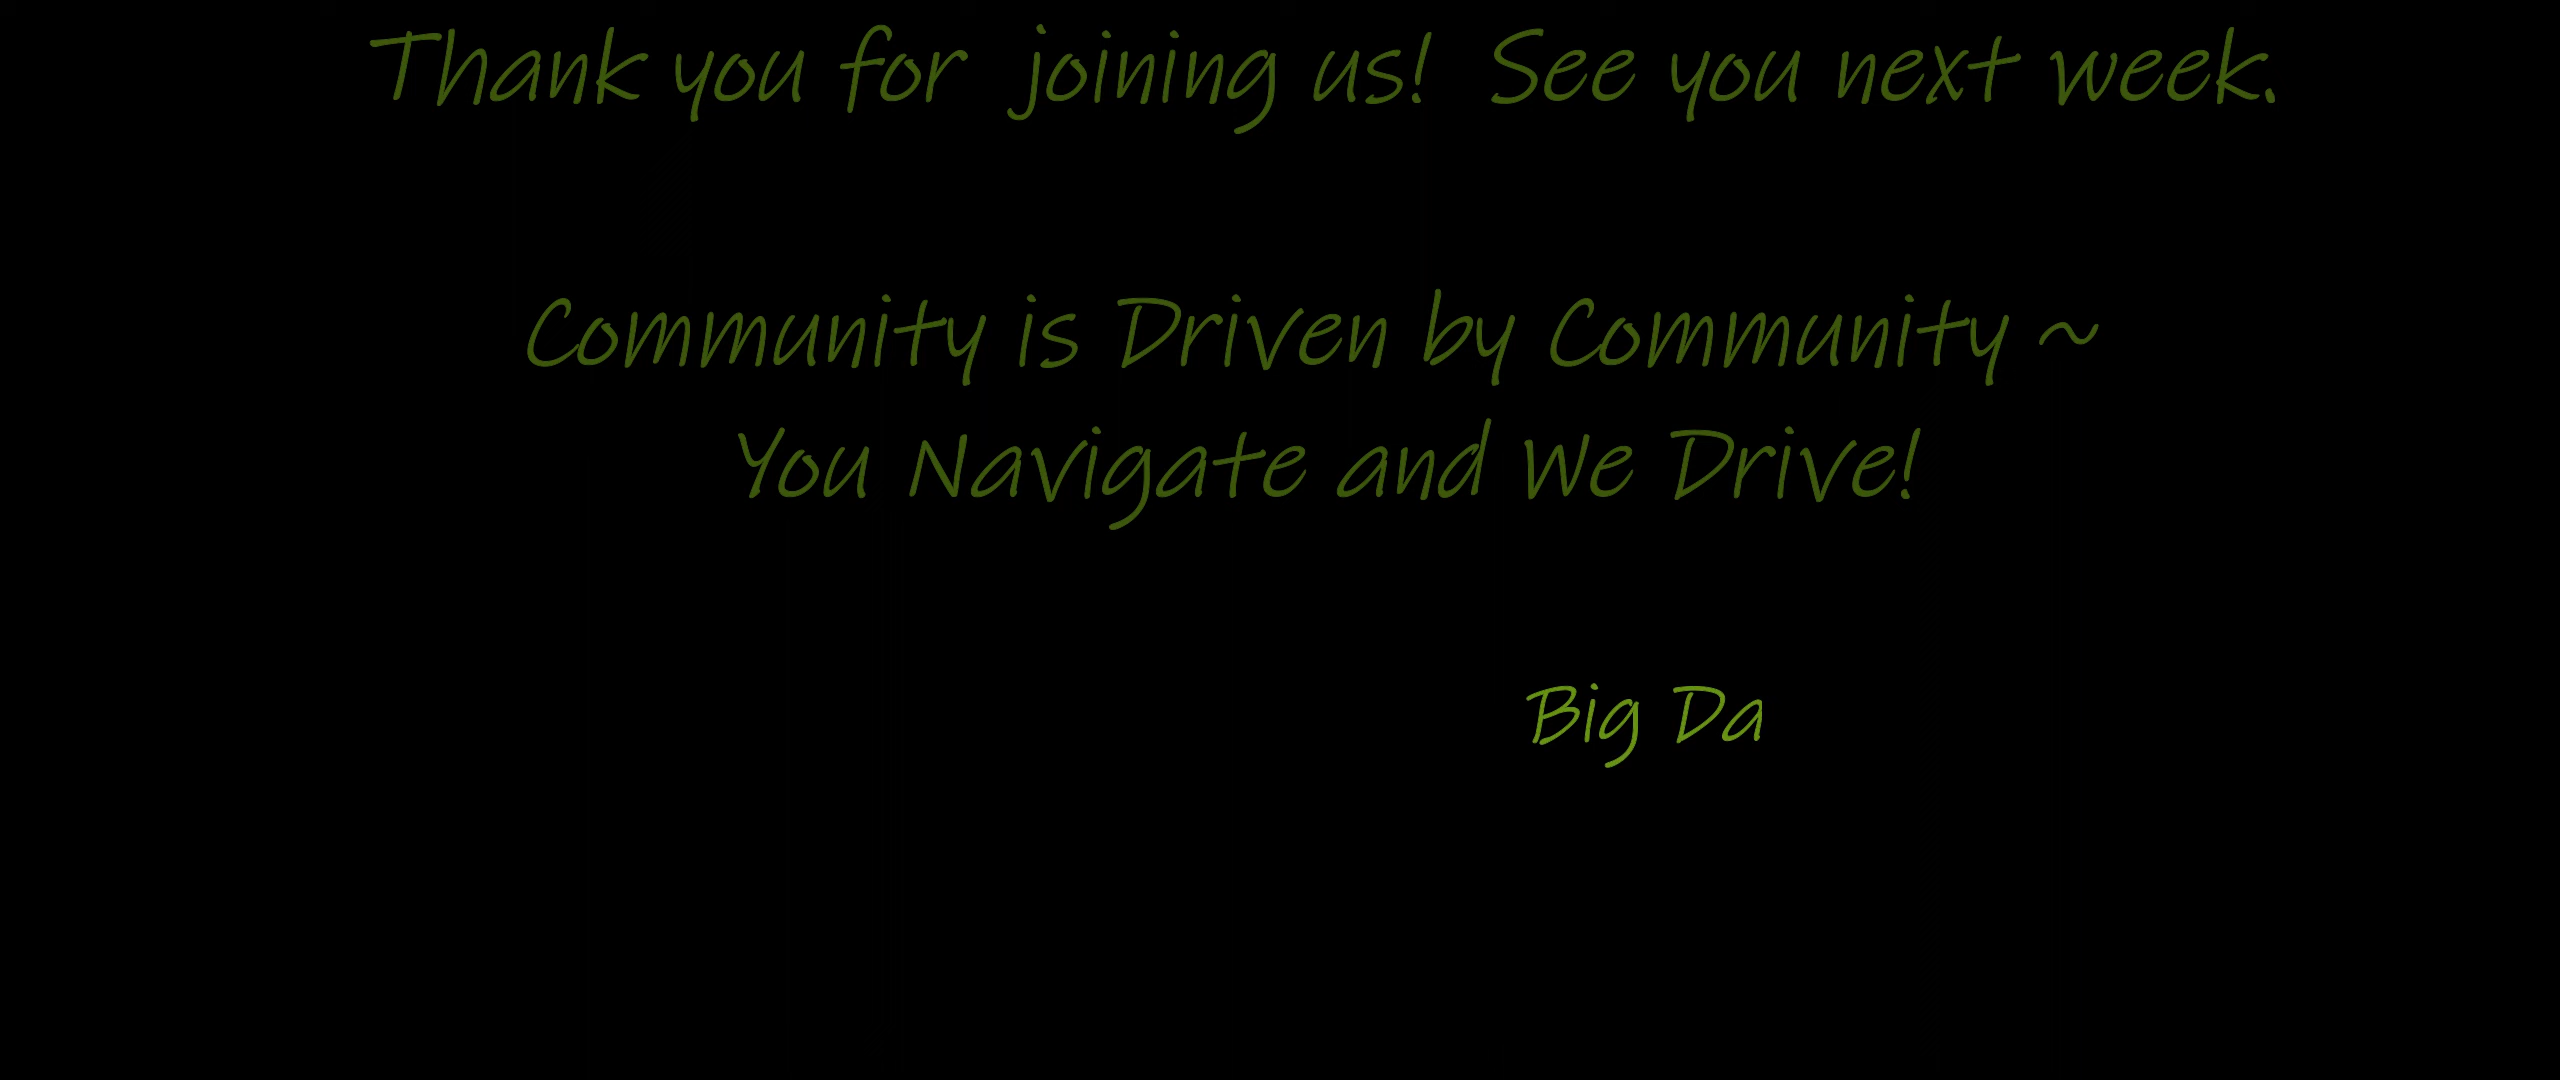 Thank you for joining us! See you next week.
Community is Driven by Community ~
You Navigate and We Drive!
Big Da